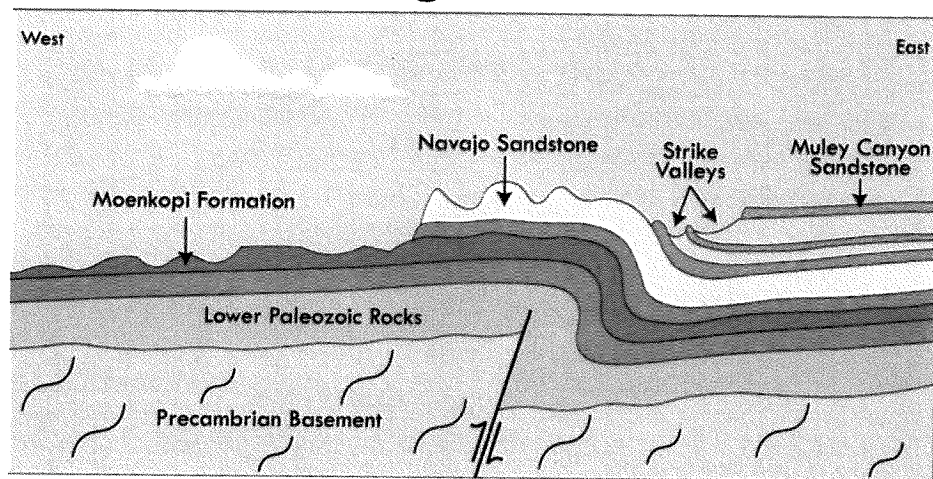 West
East
Navajo Sandstone
Strike
Valleys
Muley Canyon
Sandstone
Moenkopi Formation
Lower Paleozoic Rocks
Precambrian Basement